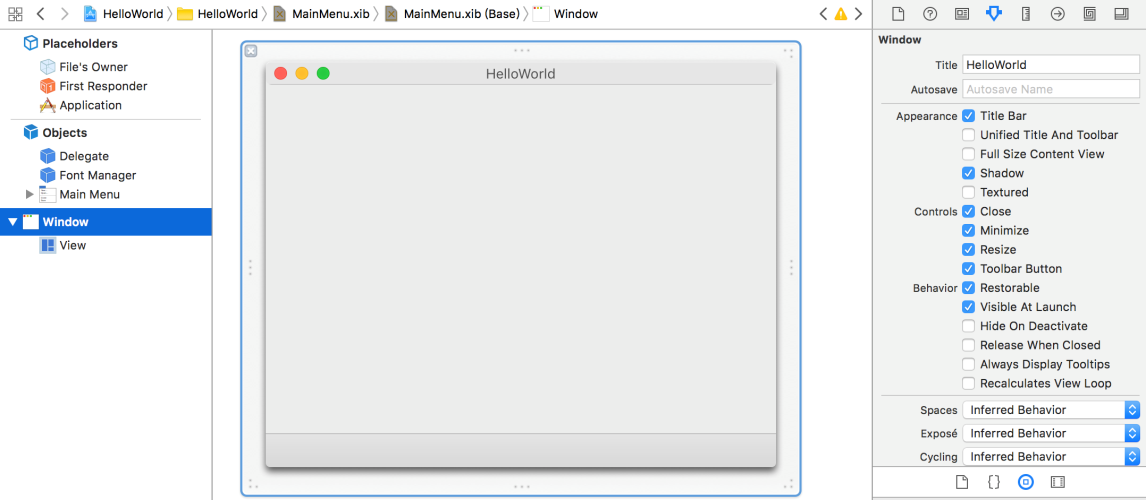 HelloWorld HelloWorld MainMenu.xib MainMenu.xib (Base) Window
Placeholders
File's Owner
First Responder
Application
Objects
Delegate
Font Manager
Main Menu
Window
View
HelloWorld
Window
Title HelloWorld
Autosave Autosave Name
Appearance Title Bar
Unified Title And Toolbar
Full Size Content View
Shadow
Textured
Controls Close
Minimize
Resize
Toolbar Button
Behavior Restorable
Visible At Launch
Hide On Deactivate
Release When Closed
Always Display Tooltips
Recalculates View Loop
Spaces Inferred Behavior
Exposé Inferred Behavior
Cycling Inferred Behavior